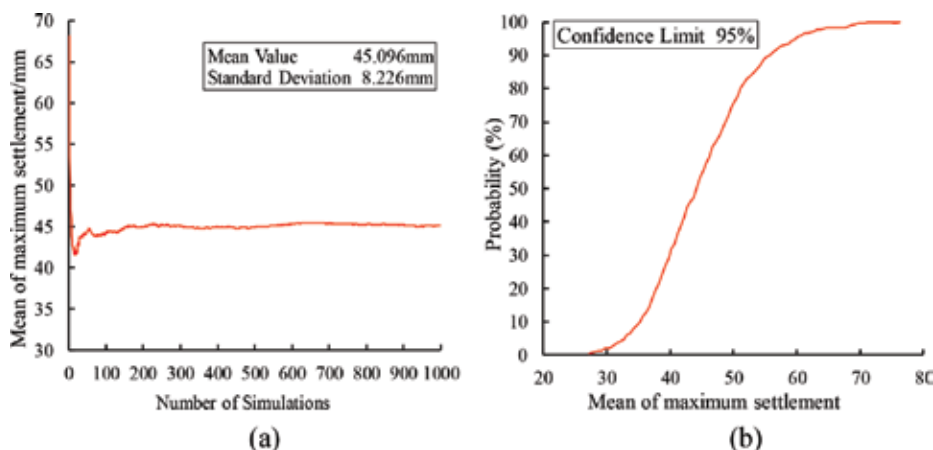 Mean of maximum settlement/mm
70
65
60
55
50
45
40
35
30
Mean Value 45.096mm
Standard Deviation 8.226mm
0 100 200 300 400 500 600 700 800 900 1000
Number of Simulations
(a)
Probability (%)
100
90
80
70
60
50
40
30
20
10
0
Confidence Limit 95%
20 30 40 50 60 70 80
Mean of maximum settlement
(b)